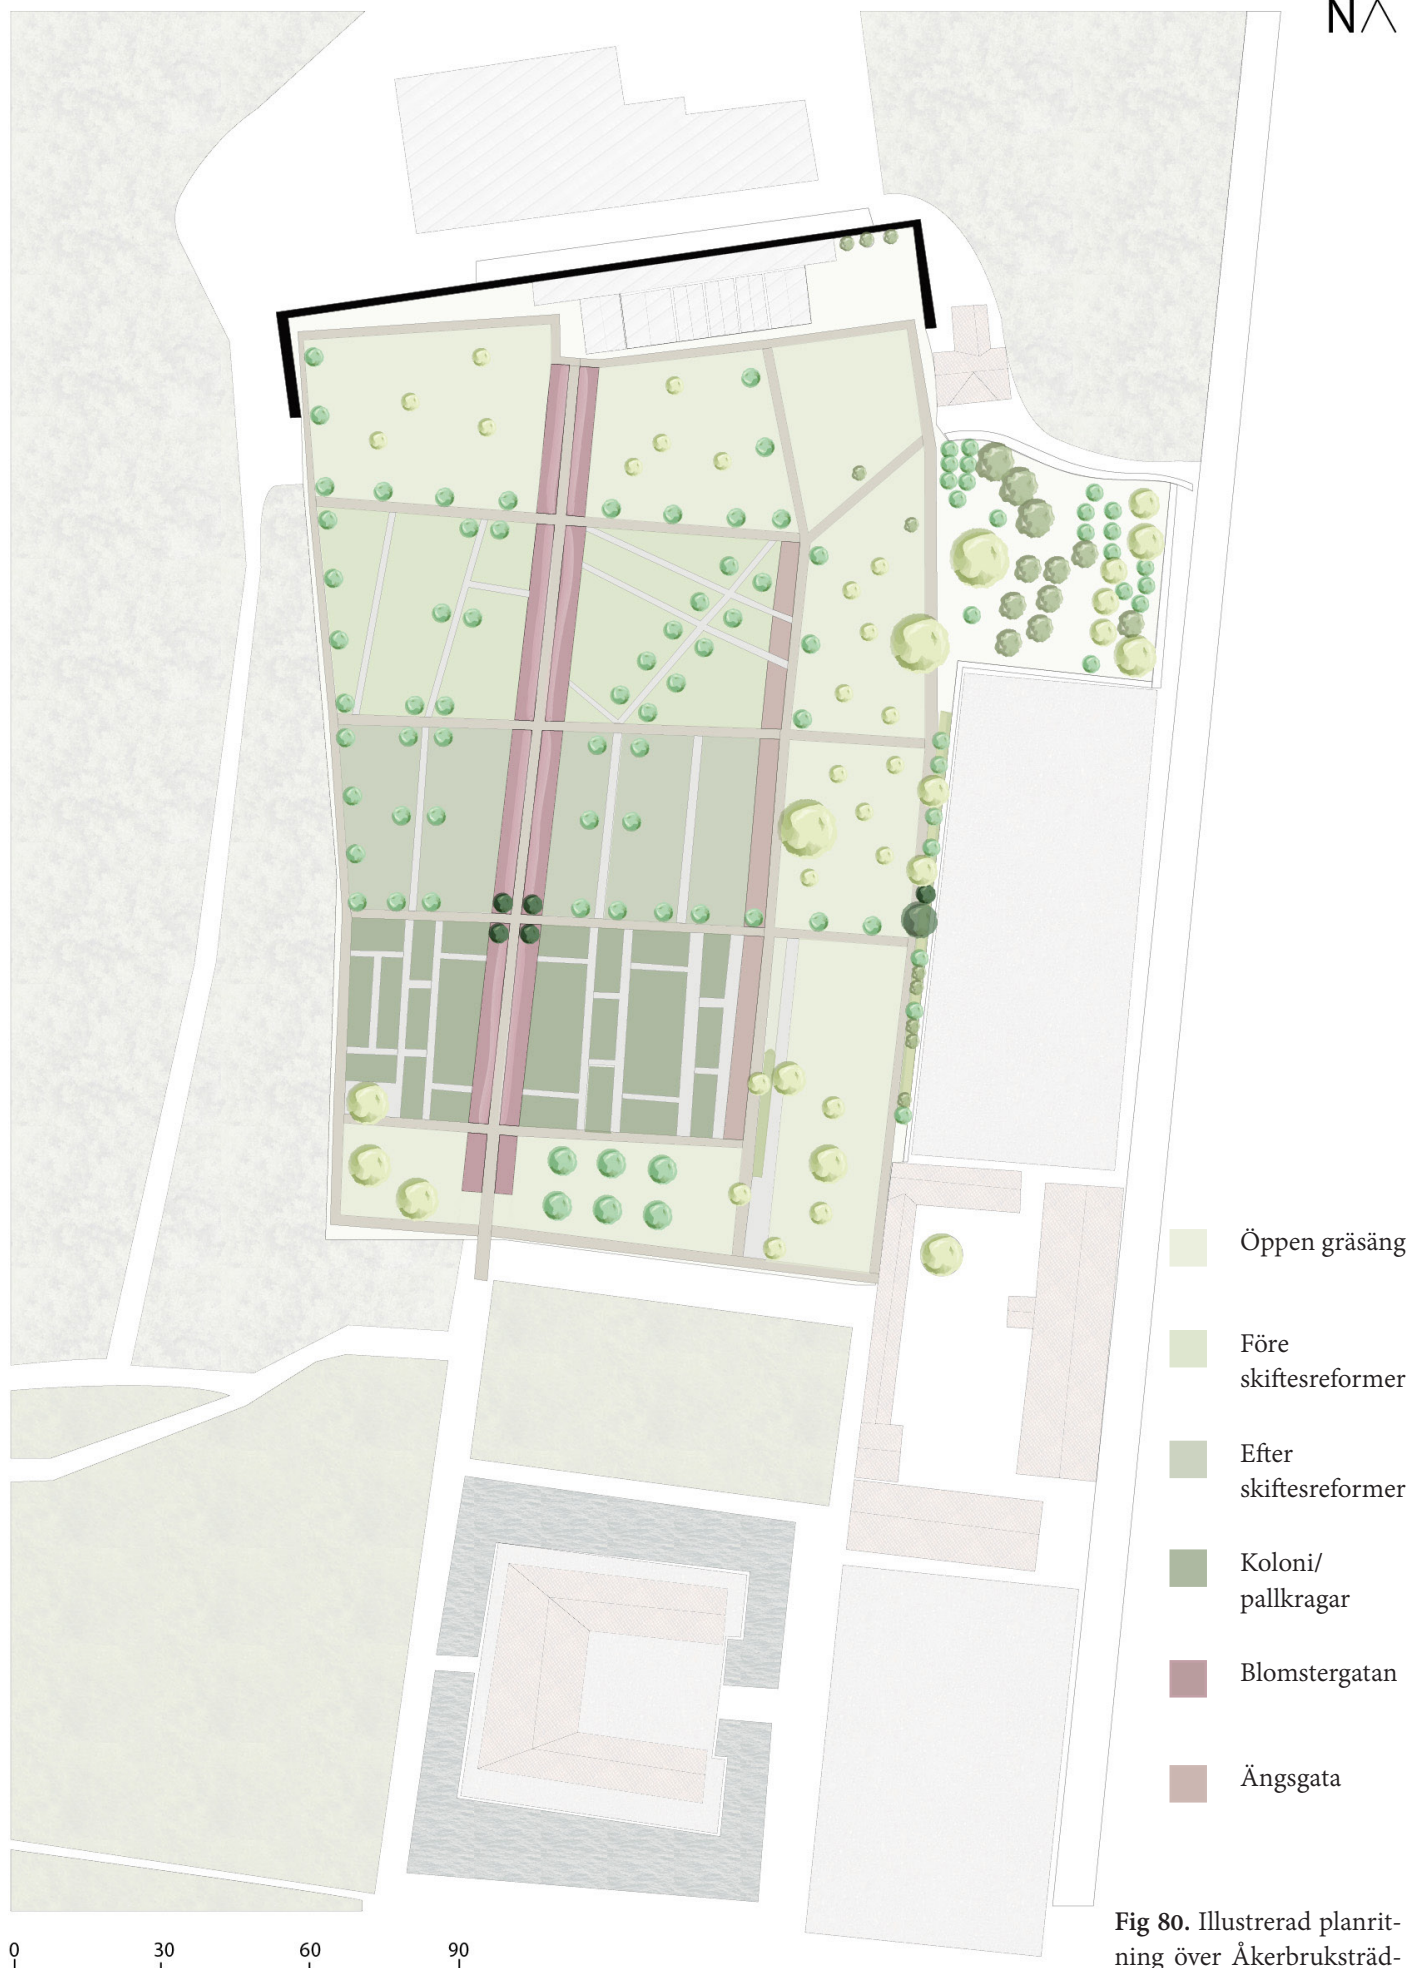 N
Öppen gräsäng
Före
skiftesreformer
Efter
skiftesreformer
Koloni/
pallkragar
Blomstergatan
Ängsgata
Fig 80. Illustrerad planrit-
ning över Åkerbruksträd-
0 30 60 90